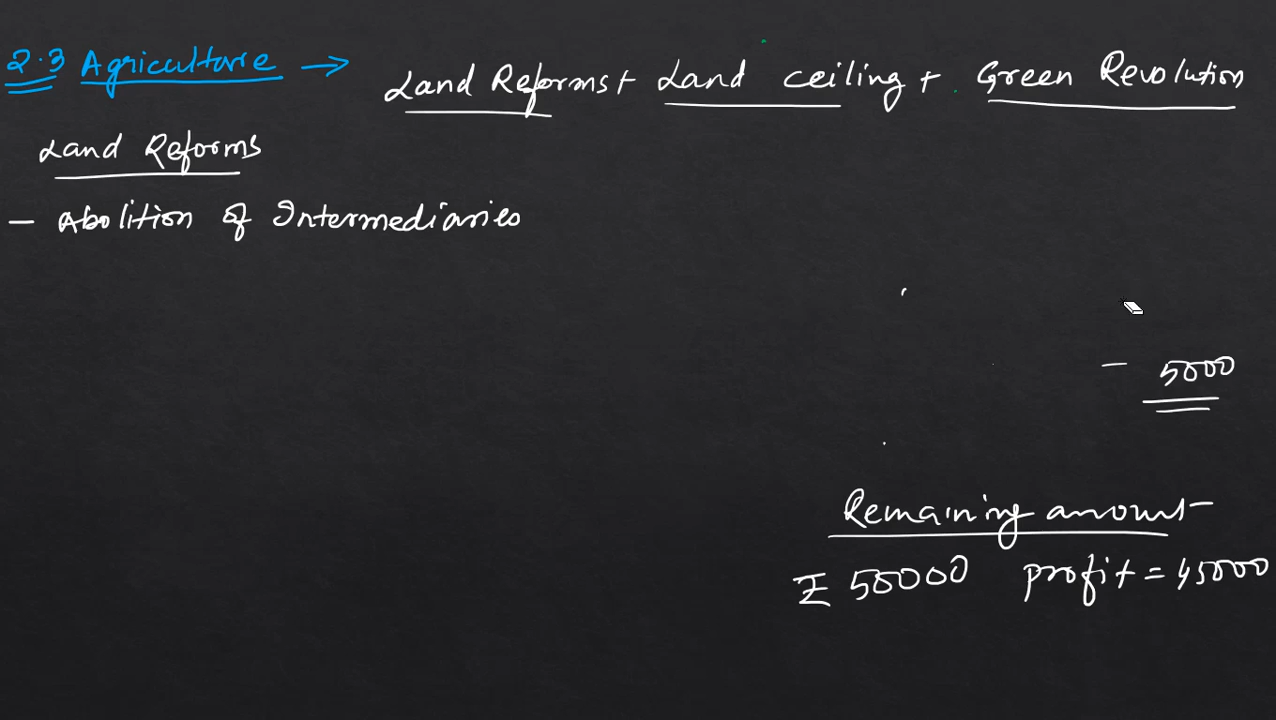 2.3 Agriculture → Land Reforms + Land ceiling + Green Revolution
Land Reforms
- Abolition of Intermediaries
- 5000
Remaining amount-
₹ 50000 profit = 45000